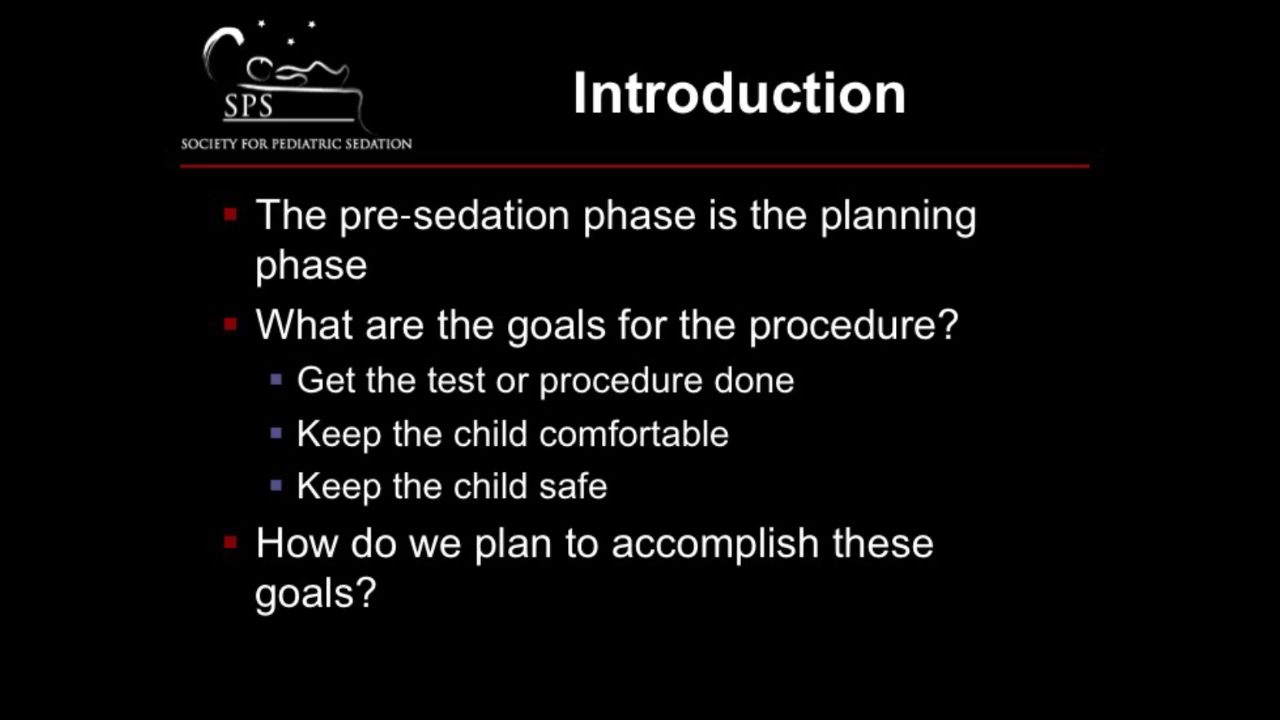 SPS
SOCIETY FOR PEDIATRIC SEDATION
Introduction
The pre-sedation phase is the planning
phase
What are the goals for the procedure?
Get the test or procedure done
Keep the child comfortable
Keep the child safe
How do we plan to accomplish these
goals?